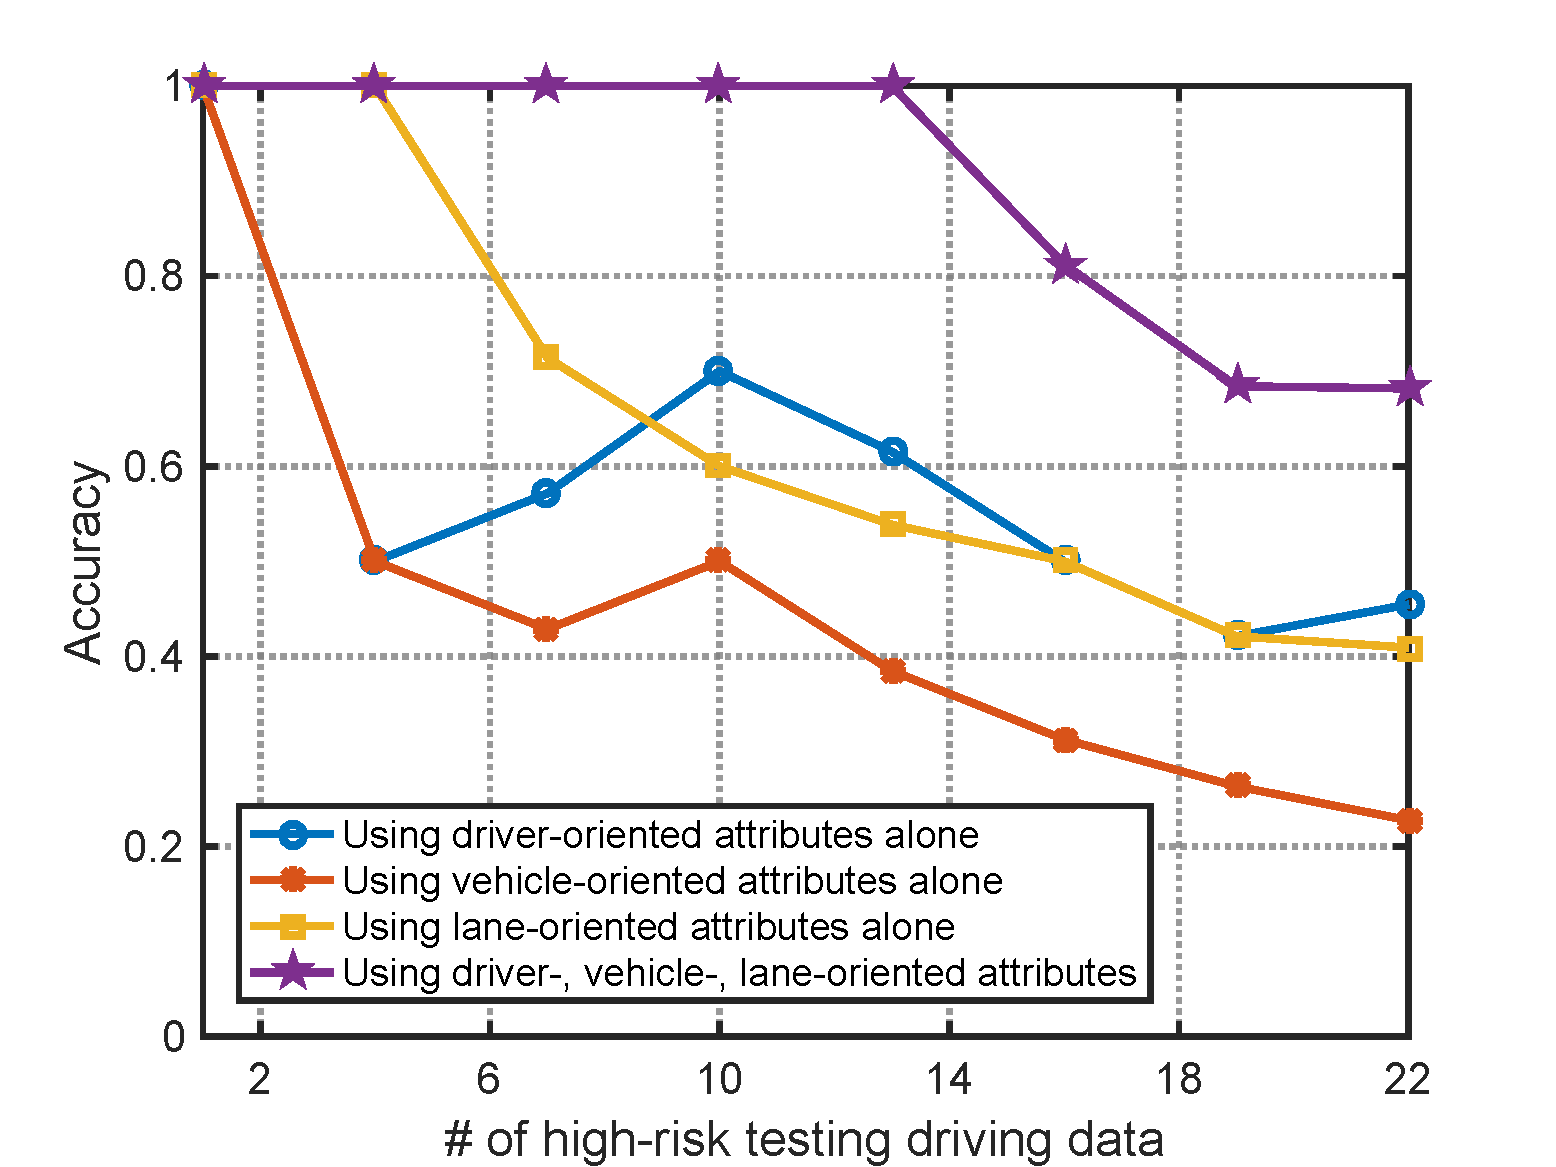 1
0.8
0.6
0.4
0.2
0
Accuracy
Using driver-oriented attributes alone
Using vehicle-oriented attributes alone
Using lane-oriented attributes alone
Using driver-, vehicle-, lane-oriented attributes
2 6 10 14 18 22
# of high-risk testing driving data